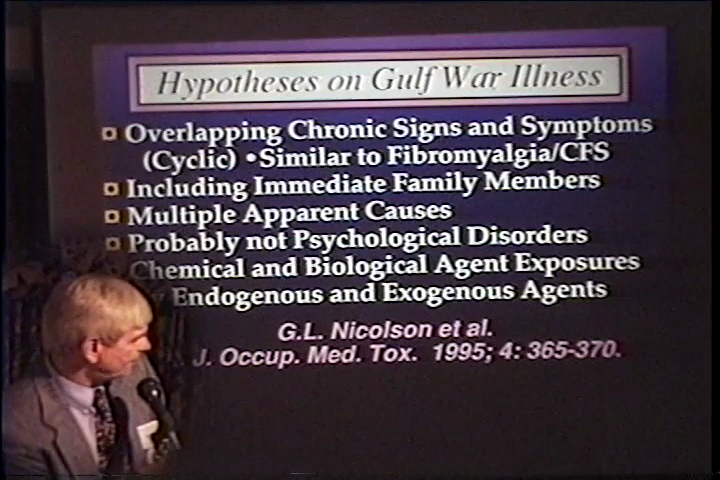 Hypotheses on Gulf War Illness
Overlapping Chronic Signs and Symptoms
(Cyclic) • Similar to Fibromyalgia/CFS
Including Immediate Family Members
Multiple Apparent Causes
Probably not Psychological Disorders
Chemical and Biological Agent Exposures
Endogenous and Exogenous Agents
G.L. Nicolson et al.
J. Occup. Med. Tox. 1995; 4: 365-370.